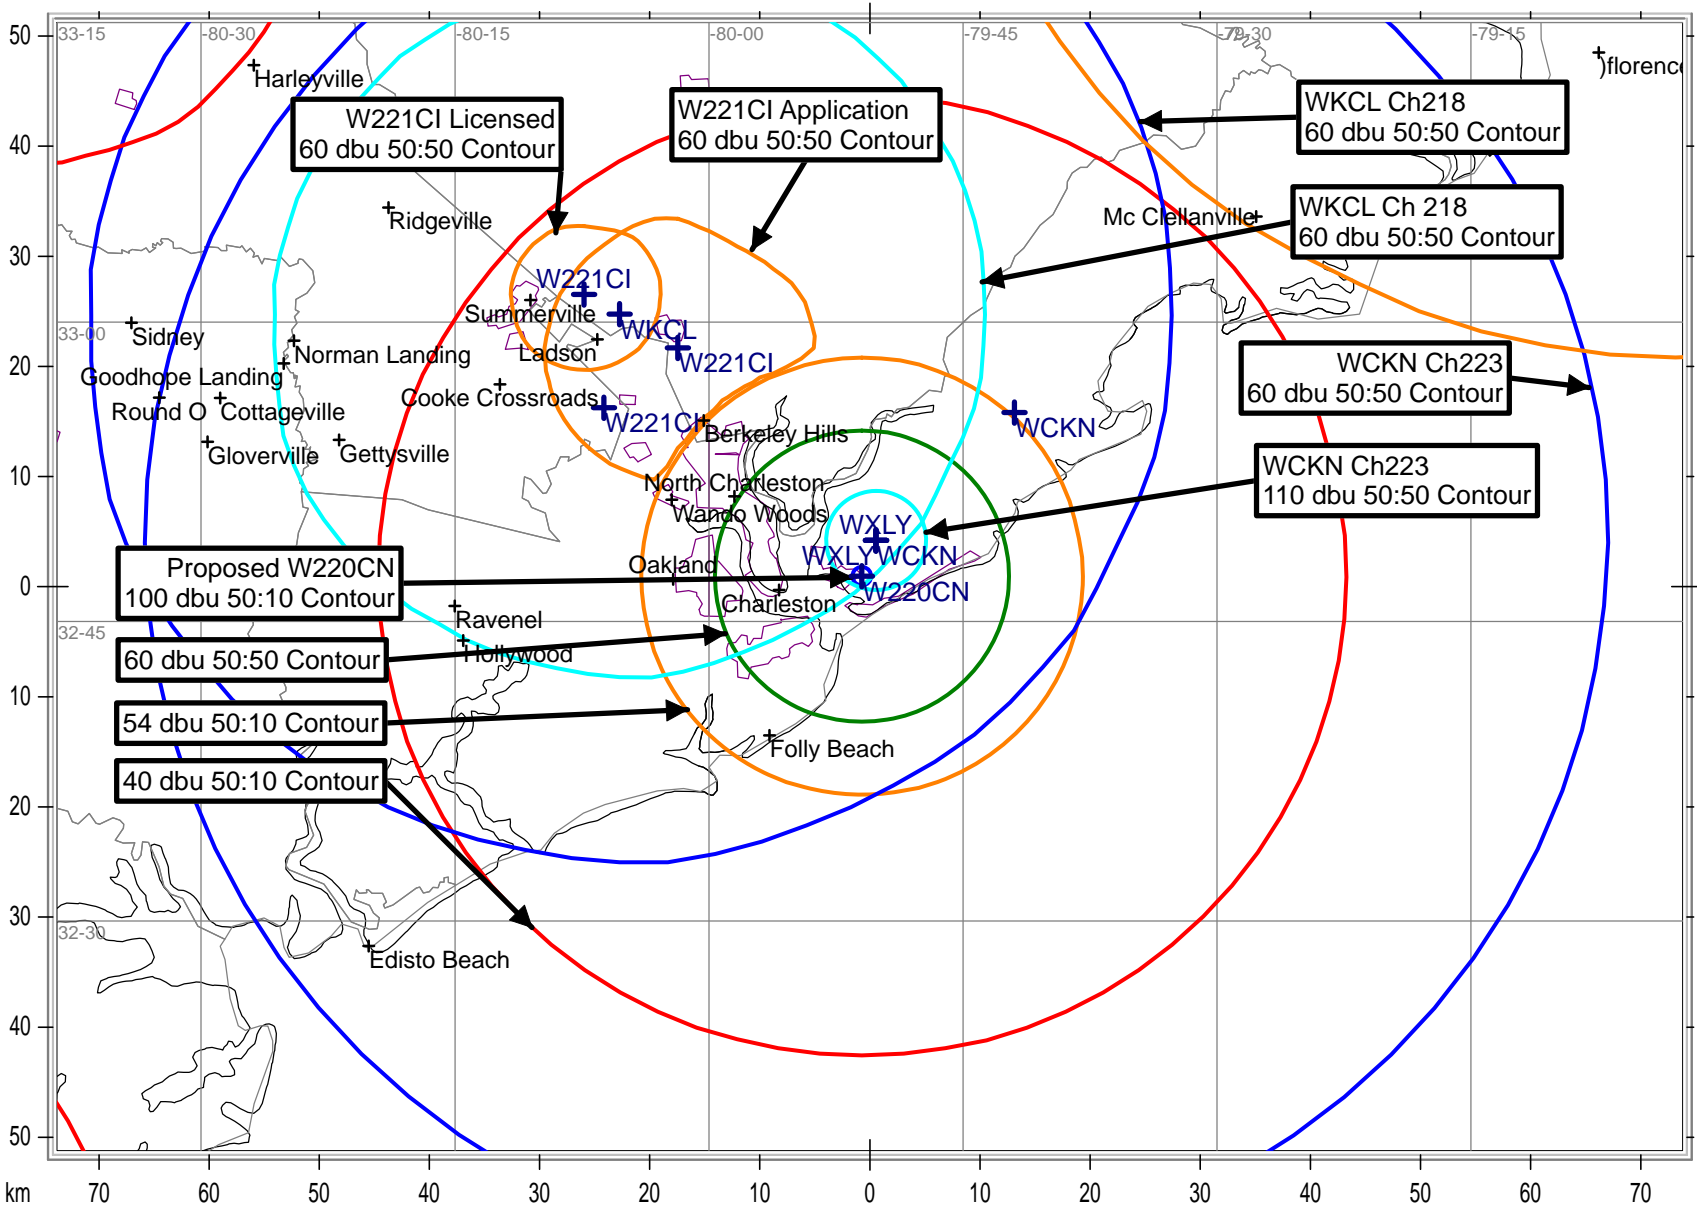 50
33-15
-80-30
-80-15
-80-00
-79-45
-79-30
-79-15
)florence
Harleyville
W221CI Licensed
60 dbu 50:50 Contour
W221CI Application
60 dbu 50:50 Contour
WKCL Ch218
60 dbu 50:50 Contour
40
Ridgeville
Mc Clellanville
WKCL Ch 218
60 dbu 50:50 Contour
30
W221CI
Summerville
WKCL
33-00
Sidney
Norman Landing
Ladson
W221CI
20
Goodhope Landing
Round O
Cottageville
Cooke Crossroads
W221CI
Berkeley Hills
WCKN
WCKN Ch223
60 dbu 50:50 Contour
Gloverville
Gettysville
10
North Charleston
Wando Woods
WCKN Ch223
110 dbu 50:50 Contour
WXLY
WXLY
WCKN
Oakland
W220CN
Charleston
0
Proposed W220CN
100 dbu 50:10 Contour
Ravenel
32-45
Hollywood
60 dbu 50:50 Contour
10
54 dbu 50:10 Contour
Folly Beach
40 dbu 50:10 Contour
20
30
32-30
Edisto Beach
40
50
km
70
60
50
40
30
20
10
0
10
20
30
40
50
60
70